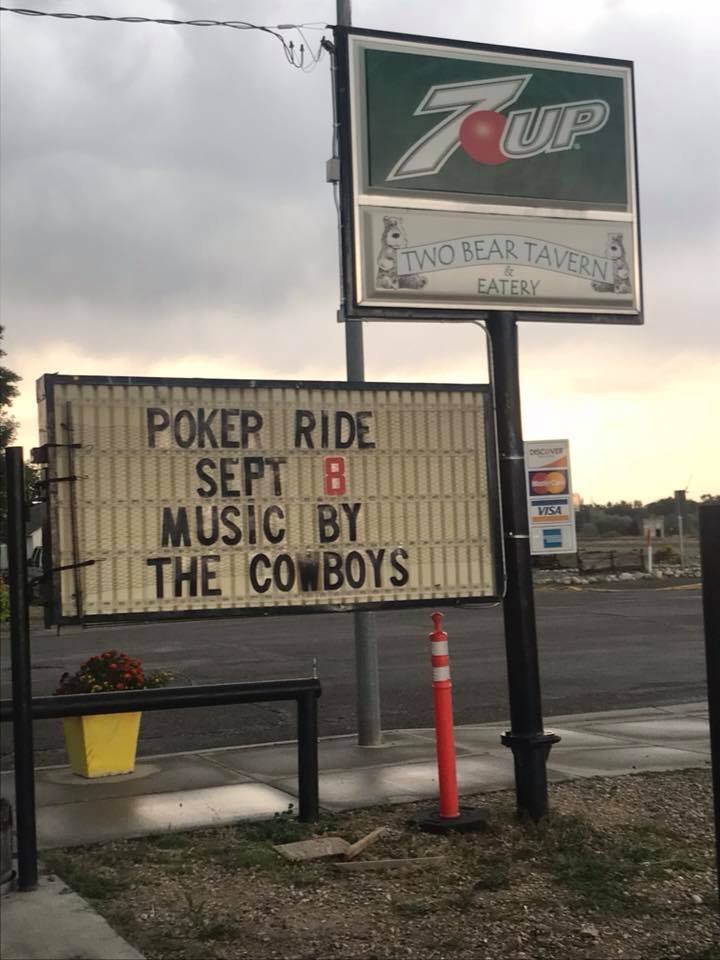 7UP
TWO BEAR TAVERN
&
EATERY
POKER RIDE
SEPT 8
MUSIC BY
THE COWBOYS
DISCOVER
MasterCard
VISA